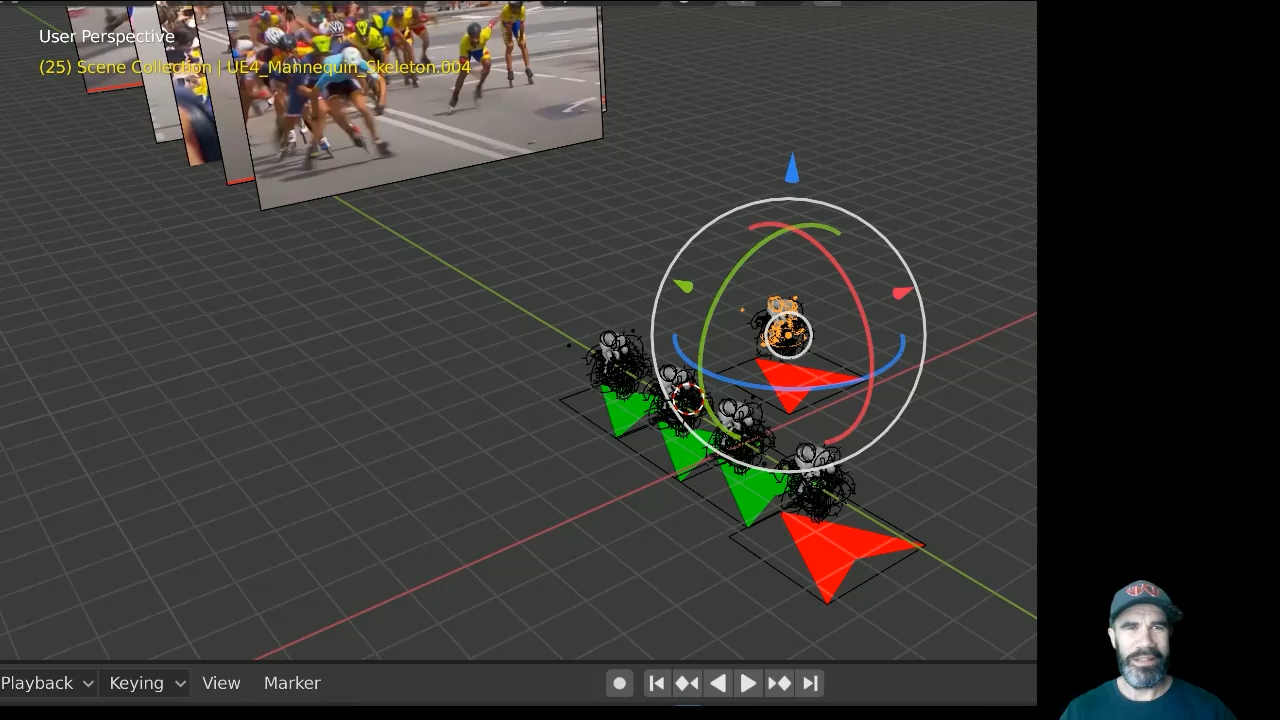 User Perspective
(25) Scene Collection | UE4_Mannequin_Skeleton.004
Playback
Keying
View
Marker